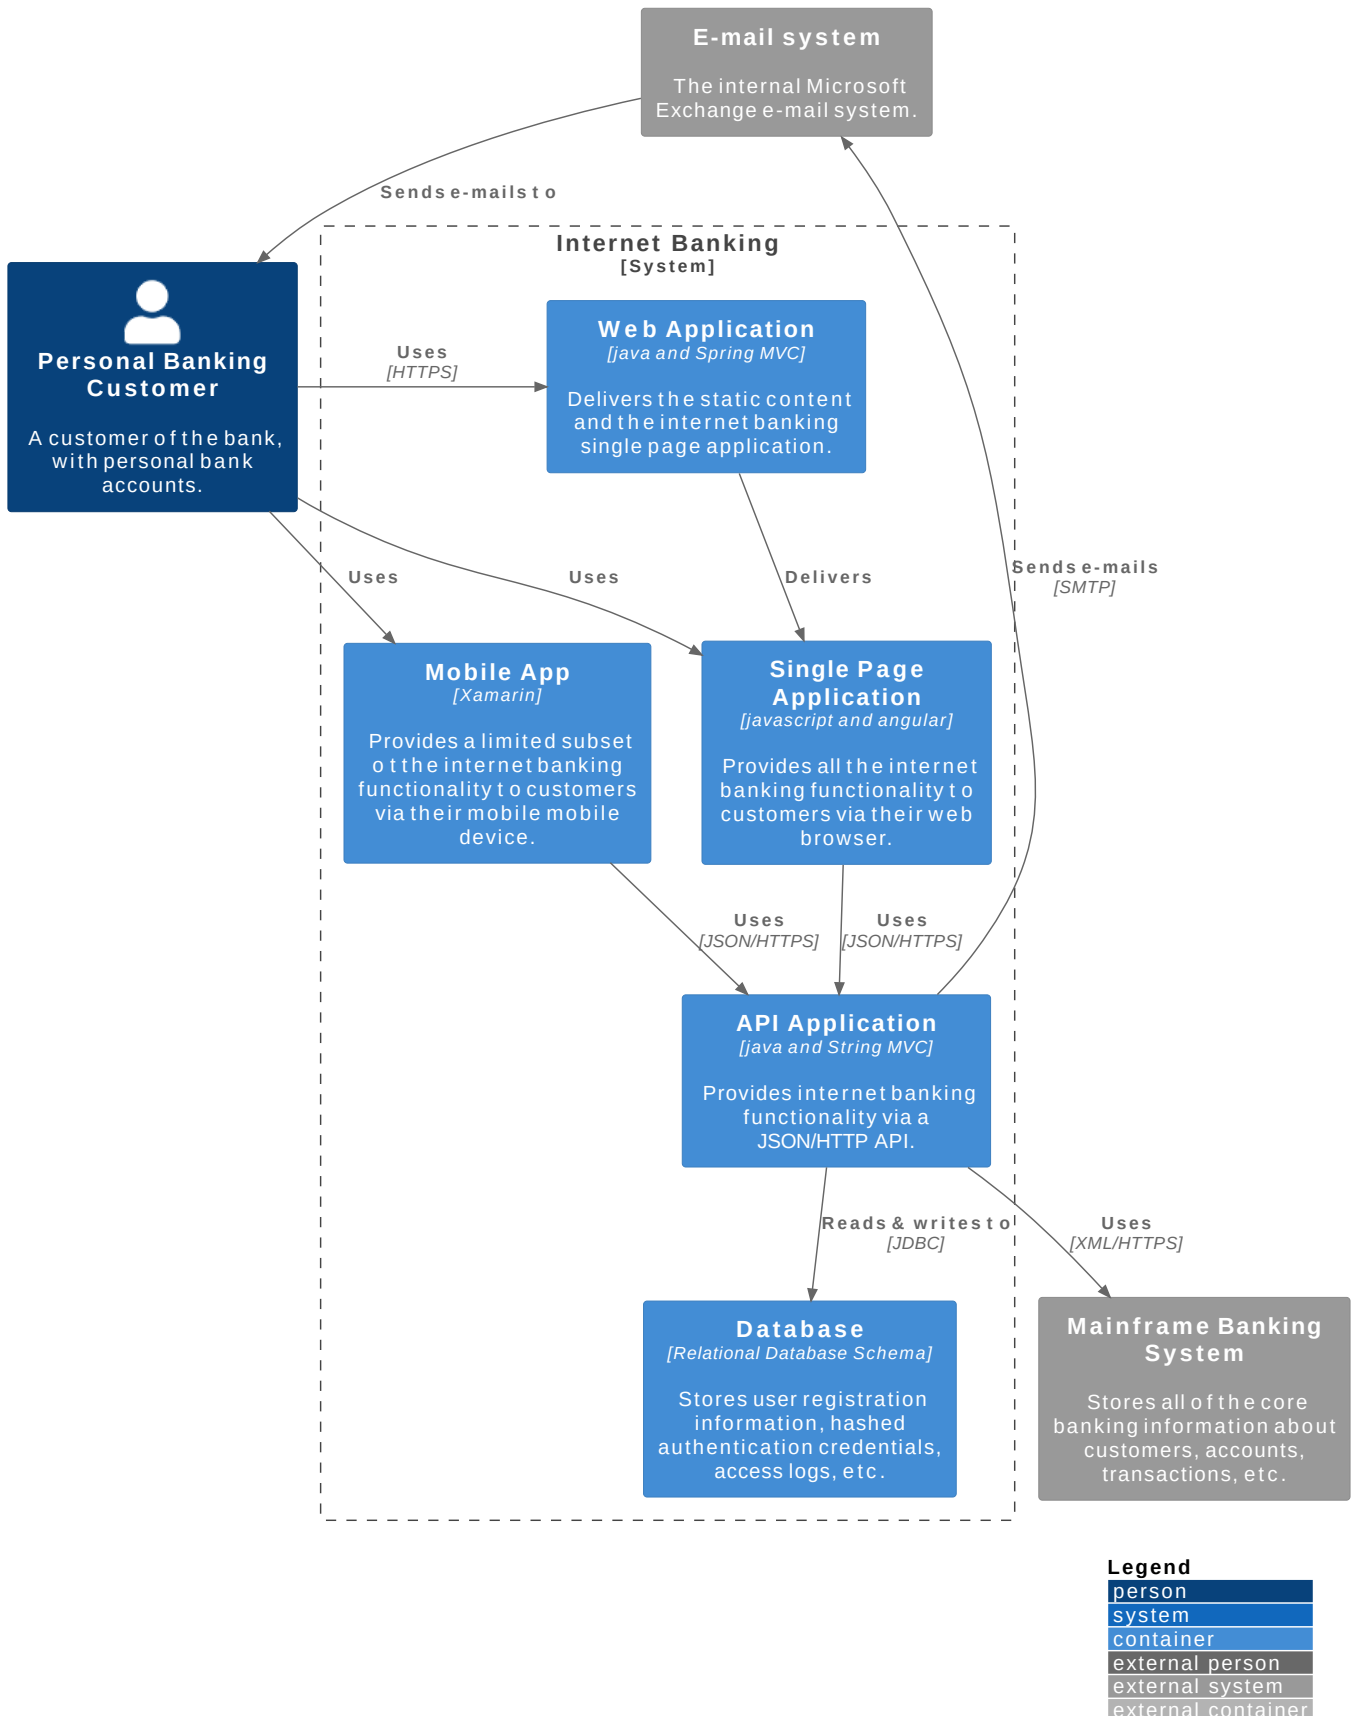 E-mail system
The internal Microsoft
Exchange e-mail system.
Sends e-mails to
Internet Banking
[System]
Personal Banking
Customer
A customer of the bank,
with personal bank
accounts.
Uses
[HTTPS]
Web Application
[java and Spring MVC]
Delivers the static content
and the internet banking
single page application.
Uses
Uses
Delivers
Sends e-mails
[SMTP]
Mobile App
[Xamarin]
Provides a limited subset
ot the internet banking
functionality to customers
via their mobile mobile
device.
Single Page
Application
[javascript and angular]
Provides all the internet
banking functionality to
customers via their web
browser.
Uses
[JSON/HTTPS]
Uses
[JSON/HTTPS]
API Application
[java and String MVC]
Provides internet banking
functionality via a
JSON/HTTP API.
Reads & writes to
[JDBC]
Uses
[XML/HTTPS]
Database
[Relational Database Schema]
Stores user registration
information, hashed
authentication credentials,
access logs, etc.
Mainframe Banking
System
Stores all of the core
banking information about
customers, accounts,
transactions, etc.
Legend
person
system
container
external person
external system
external container